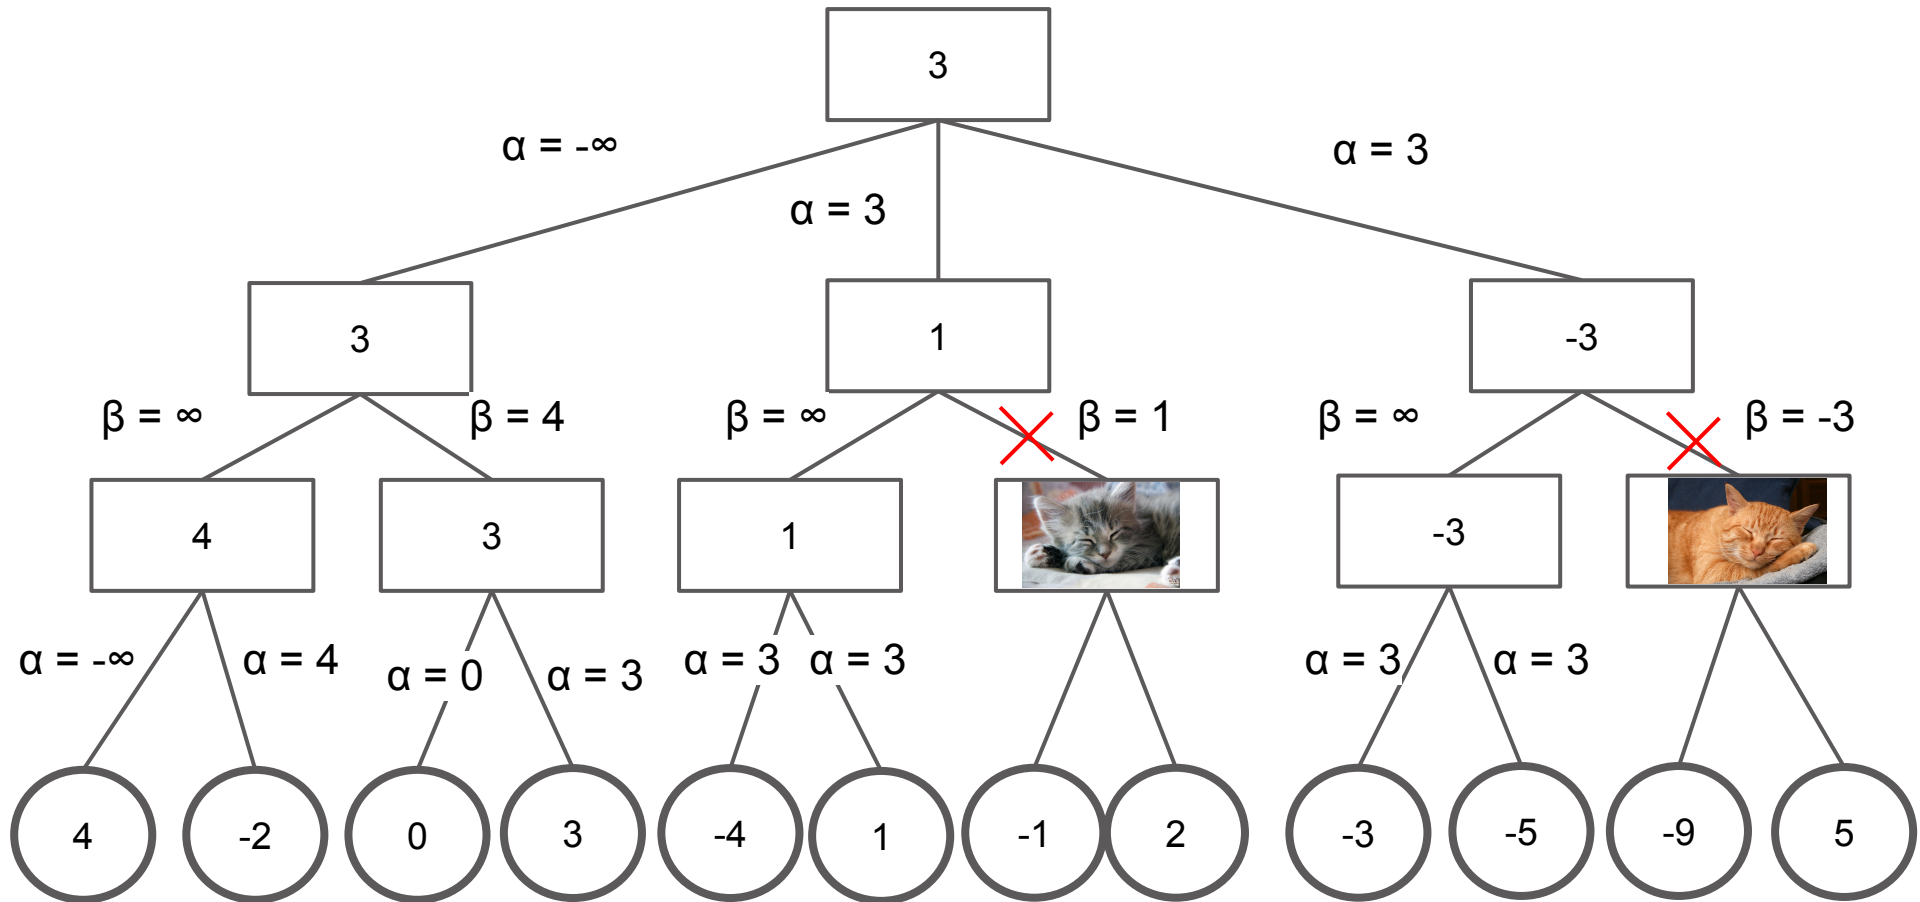 3
α = -∞
α = 3
α = 3
3
1
-3
β = ∞
β = 4
β = ∞
β = 1
β = ∞
β = -3
4
3
1
-3
α = -∞
α = 4
α = 0
α = 3
α = 3
α = 3
α = 3
α = 3
4
-2
0
3
-4
1
-1
2
-3
-5
-9
5